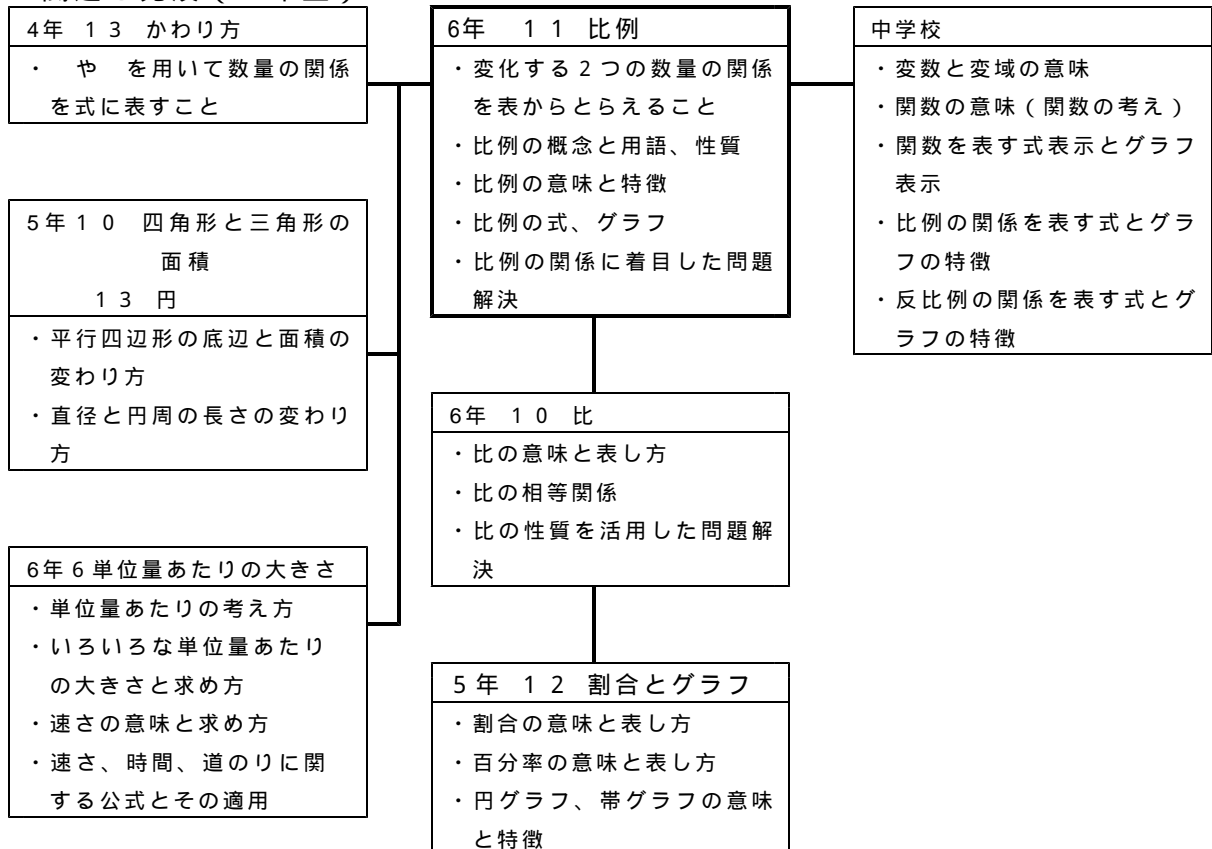 4年 13 かわり方
・ や を用いて数量の関係
を式に表すこと
5年10 四角形と三角形の
面積
13 円
・平行四辺形の底辺と面積の
変わり方
・直径と円周の長さの変わり
方
6年6単位量あたりの大きさ
・単位量あたりの考え方
・いろいろな単位量あたり
の大きさと求め方
・速さの意味と求め方
・速さ、時間、道のりに関
する公式とその適用
6年 11 比例
・変化する2つの数量の関係
を表からとらえること
・比例の概念と用語、性質
・比例の意味と特徴
・比例の式、グラフ
・比例の関係に着目した問題
解決
6年 10 比
・比の意味と表し方
・比の相等関係
・比の性質を活用した問題解
決
5年 12 割合とグラフ
・割合の意味と表し方
・百分率の意味と表し方
・円グラフ、帯グラフの意味
と特徴
中学校
・変数と変域の意味
・関数の意味(関数の考え)
・関数を表す式表示とグラフ
表示
・比例の関係を表す式とグラ
フの特徴
・反比例の関係を表す式とグ
ラフの特徴